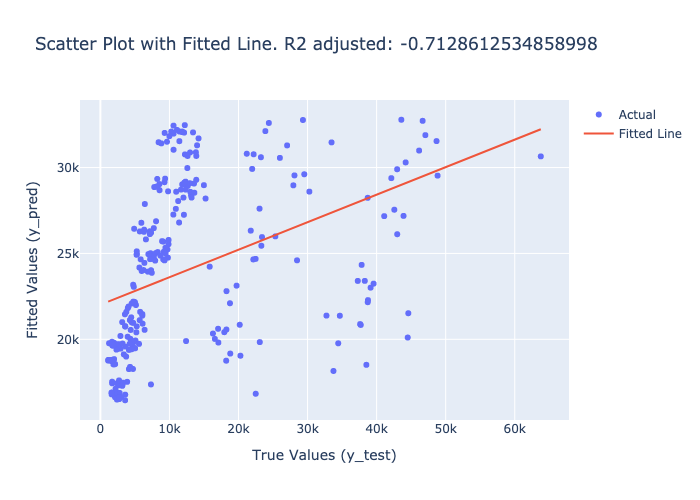 Scatter Plot with Fitted Line. R2 adjusted: -0.7128612534858998
Actual
Fitted Line
30k
25k
20k
Fitted Values (y_pred)
0 10k 20k 30k 40k 50k 60k
True Values (y_test)